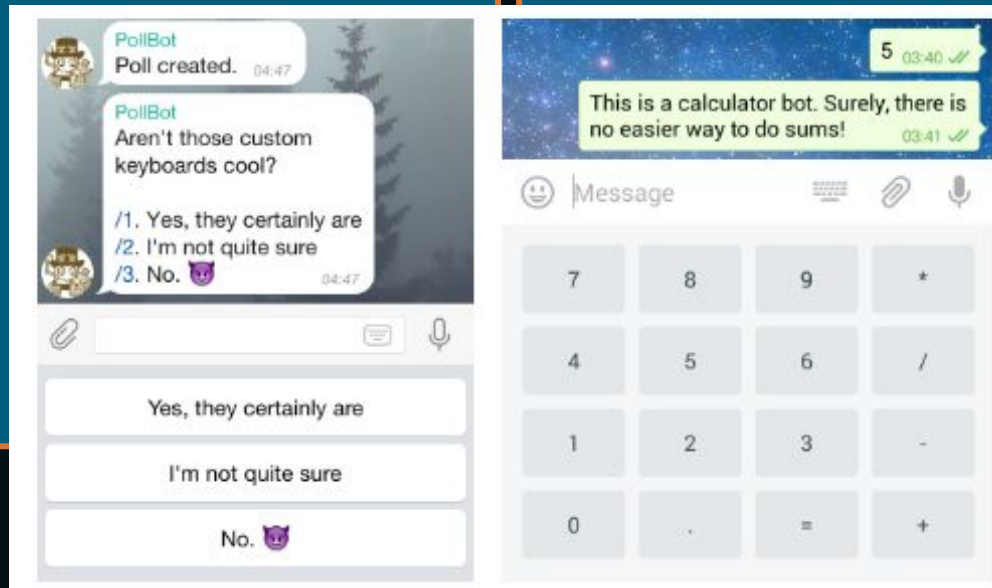 PollBot
Poll created. 04:47
PollBot
Aren't those custom
keyboards cool?
/1. Yes, they certainly are
/2. I'm not quite sure
/3. No. 😈 04:47
Yes, they certainly are
I'm not quite sure
No. 😈
5 03:40
This is a calculator bot. Surely, there is
no easier way to do sums! 03:41
Message
7 8 9 *
4 5 6 /
1 2 3 -
0 . = +